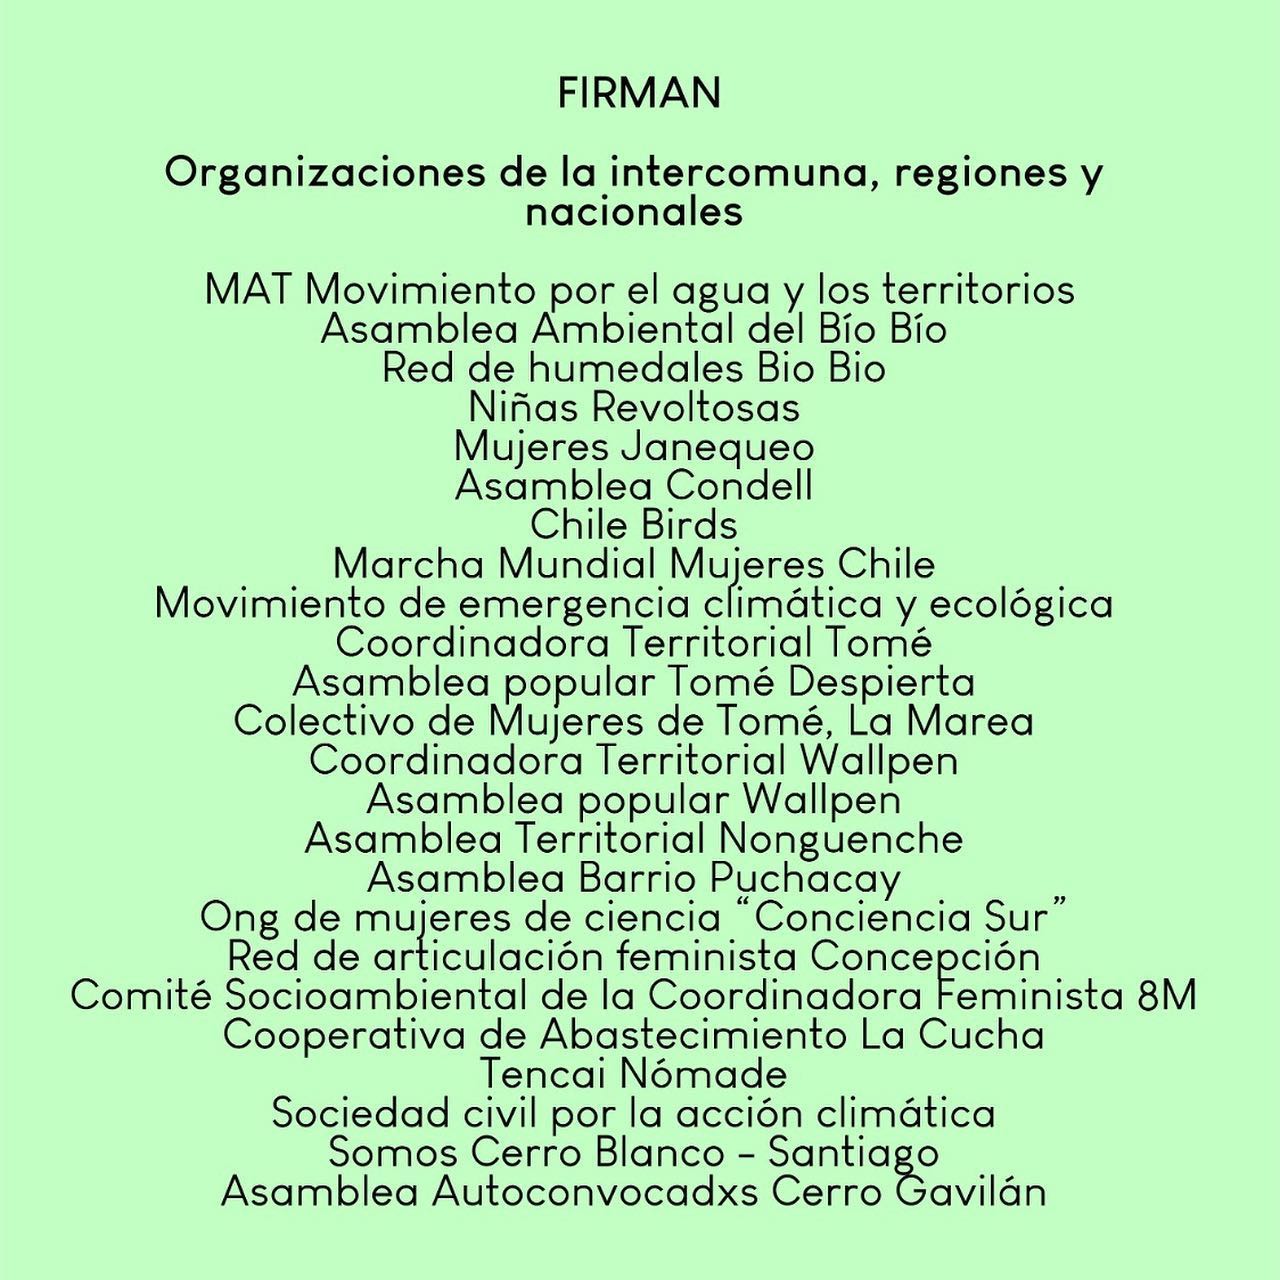 FIRMAN
Organizaciones de la intercomuna, regiones y
nacionales
MAT Movimiento por el agua y los territorios
Asamblea Ambiental del Bío Bío
Red de humedales Bio Bio
Niñas Revoltosas
Mujeres Janequeo
Asamblea Condell
Chile Birds
Marcha Mundial Mujeres Chile
Movimiento de emergencia climática y ecológica
Coordinadora Territorial Tomé
Asamblea popular Tomé Despierta
Colectivo de Mujeres de Tomé, La Marea
Coordinadora Territorial Wallpen
Asamblea popular Wallpen
Asamblea Territorial Nonguenche
Asamblea Barrio Puchacay
Ong de mujeres de ciencia “Conciencia Sur”
Red de articulación feminista Concepción
Comité Socioambiental de la Coordinadora Feminista 8M
Cooperativa de Abastecimiento La Cucha
Tencai Nómade
Sociedad civil por la acción climática
Somos Cerro Blanco - Santiago
Asamblea Autoconvocadxs Cerro Gavilán